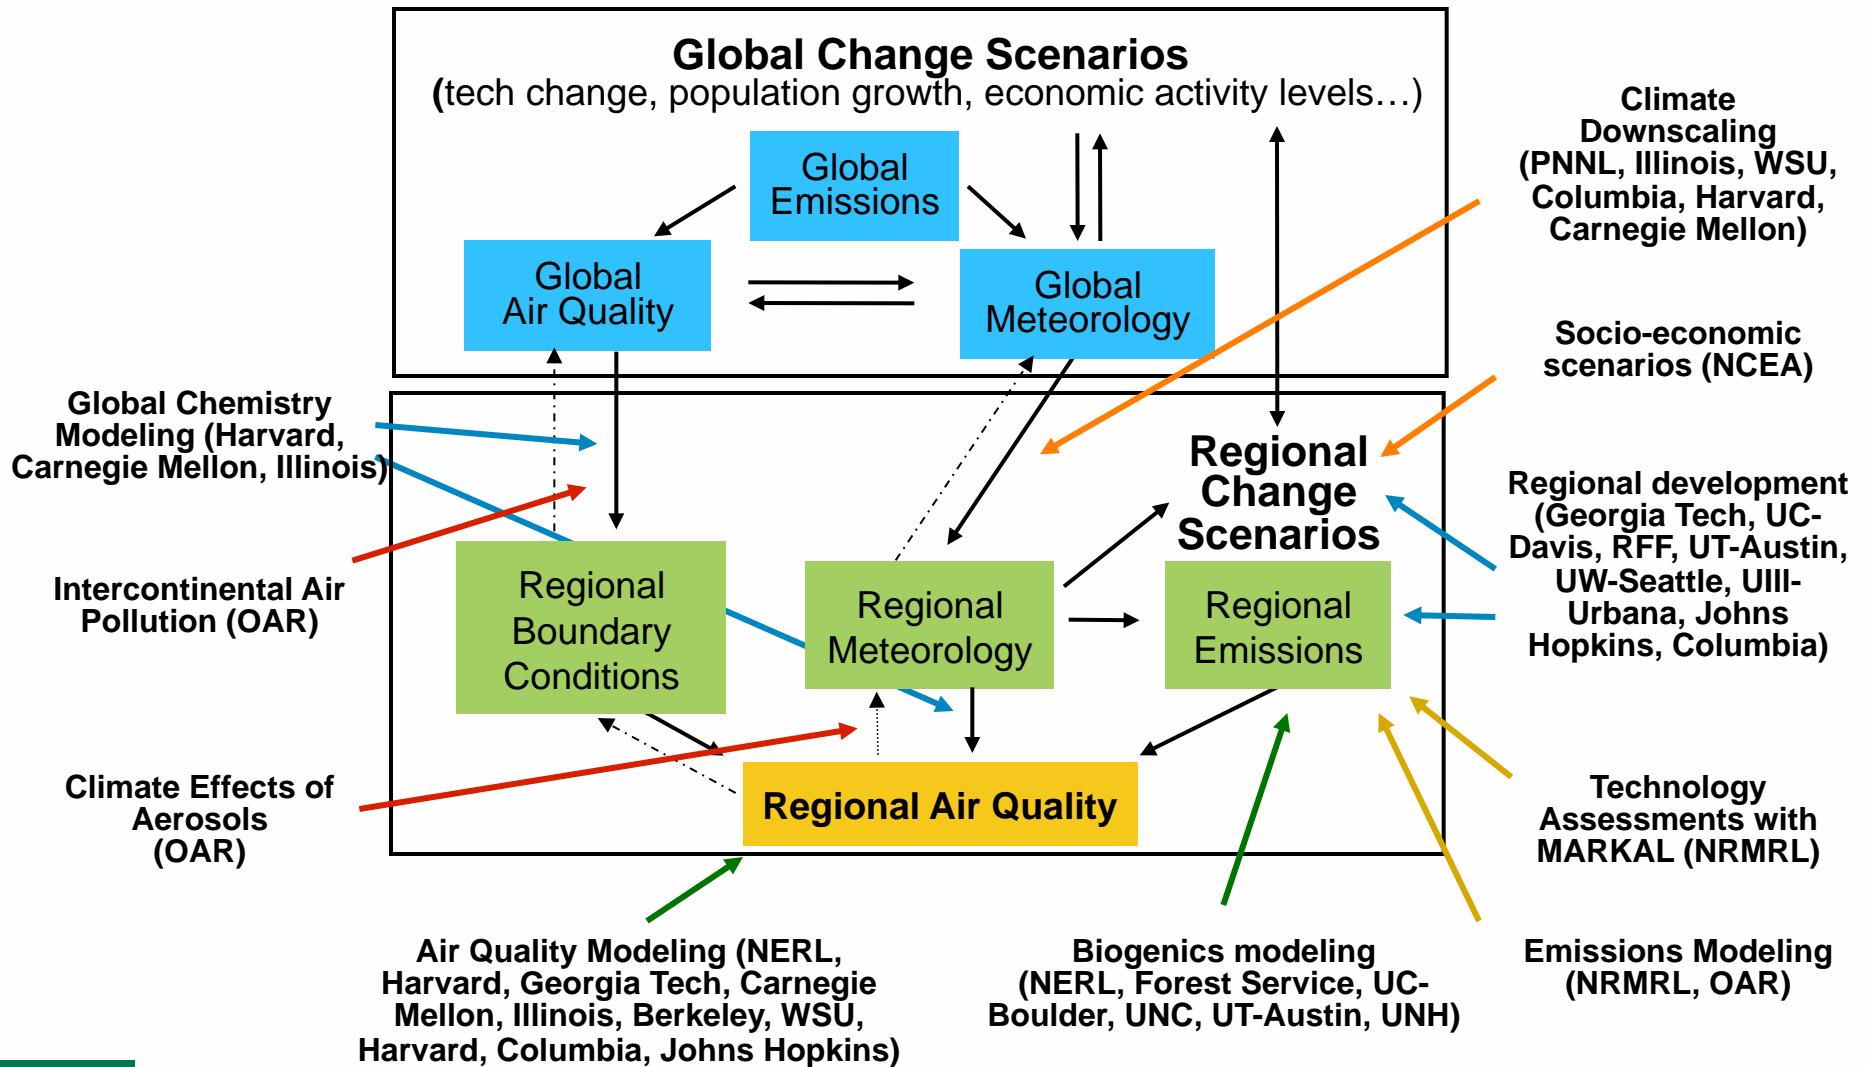 Global Change Scenarios
(tech change, population growth, economic activity levels…)
Global
Emissions
Global
Air Quality
Global
Meteorology
Climate
Downscaling
(PNNL, Illinois, WSU,
Columbia, Harvard,
Carnegie Mellon)
Socio-economic
scenarios (NCEA)
Global Chemistry
Modeling (Harvard,
Carnegie Mellon, Illinois)
Regional
Change
Scenarios
Regional development
(Georgia Tech, UC-
Davis, RFF, UT-Austin,
UW-Seattle, UIll-
Urbana, Johns
Hopkins, Columbia)
Intercontinental Air
Pollution (OAR)
Regional
Boundary
Conditions
Regional
Meteorology
Regional
Emissions
Climate Effects of
Aerosols
(OAR)
Regional Air Quality
Technology
Assessments with
MARKAL (NRMRL)
Air Quality Modeling (NERL,
Harvard, Georgia Tech, Carnegie
Mellon, Illinois, Berkeley, WSU,
Harvard, Columbia, Johns Hopkins)
Biogenics modeling
(NERL, Forest Service, UC-
Boulder, UNC, UT-Austin, UNH)
Emissions Modeling
(NRMRL, OAR)